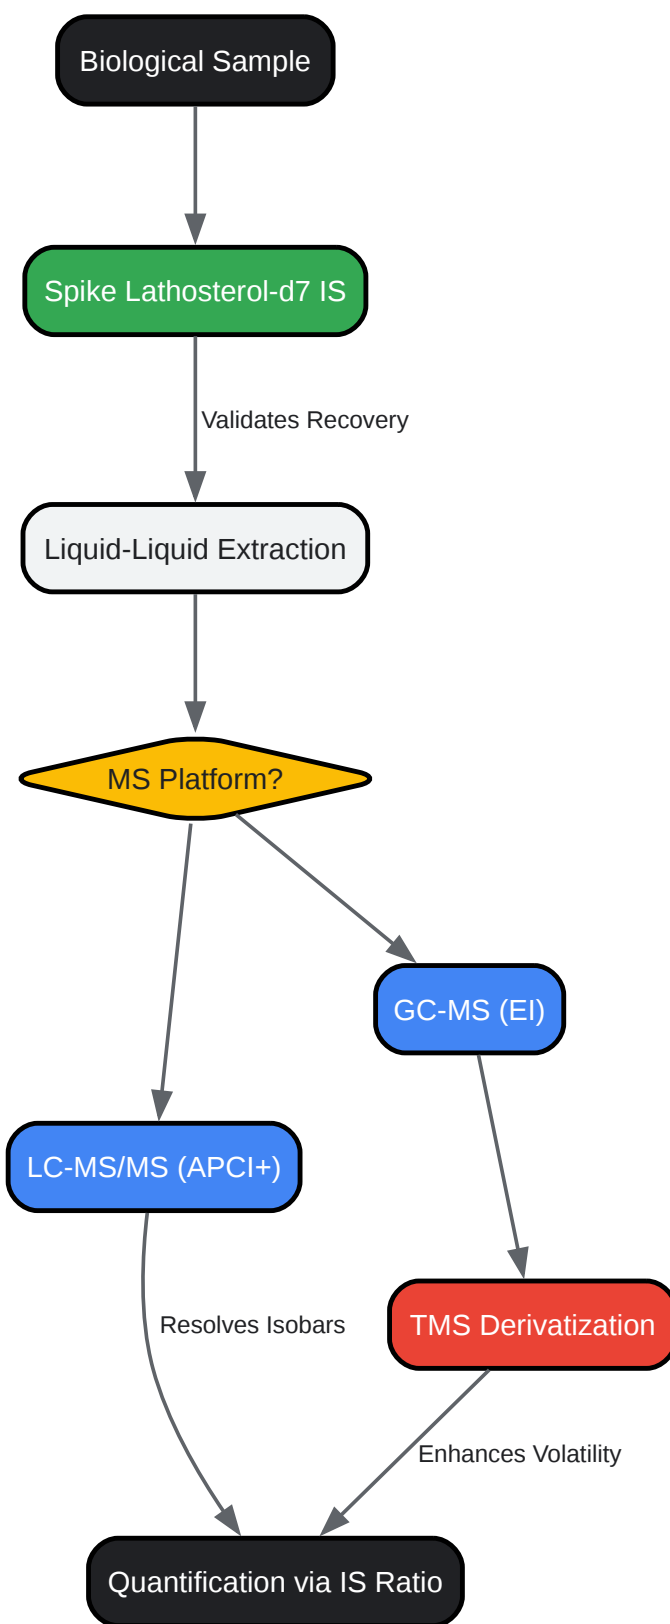 Biological Sample
Spike Lathosterol-d7 IS
Validates Recovery
Liquid-Liquid Extraction
MS Platform?
GC-MS (EI)
LC-MS/MS (APCI+)
Resolves Isobars
TMS Derivatization
Enhances Volatility
Quantification via IS Ratio